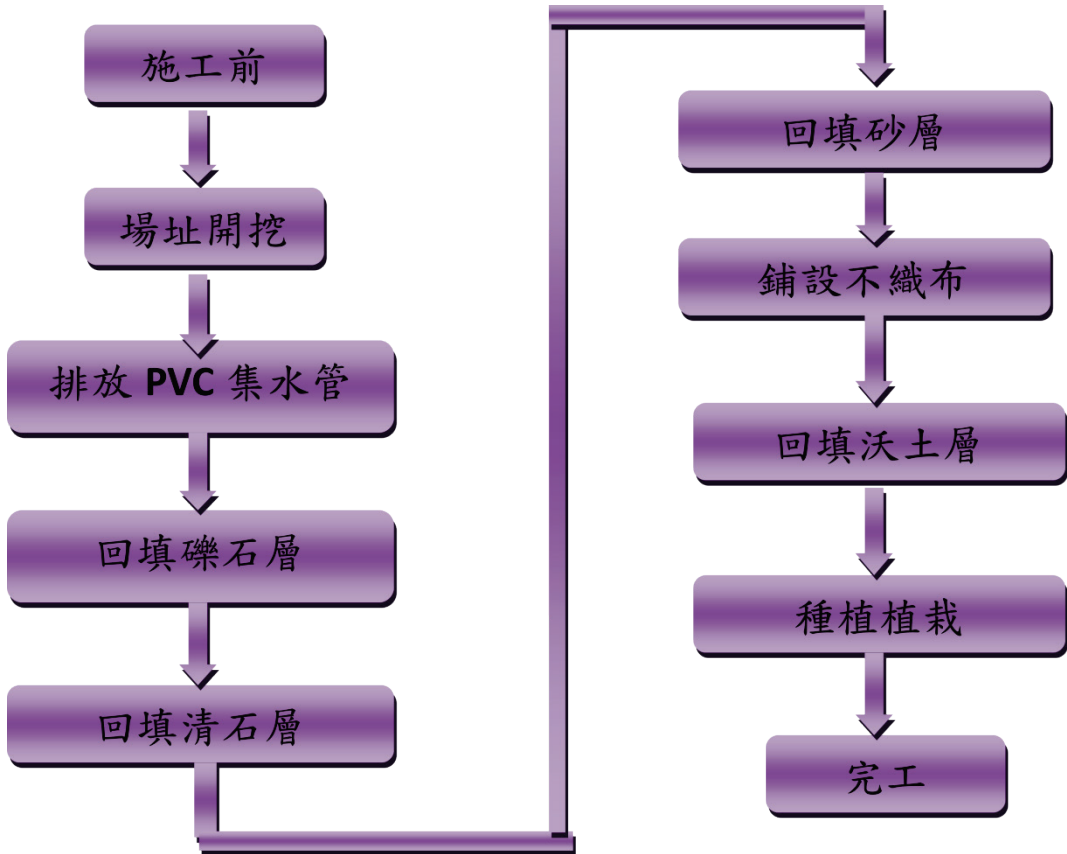 施工前
場址開挖
排放 PVC 集水管
回填礫石層
回填清石層
回填砂層
鋪設不織布
回填沃土層
種植植栽
完工